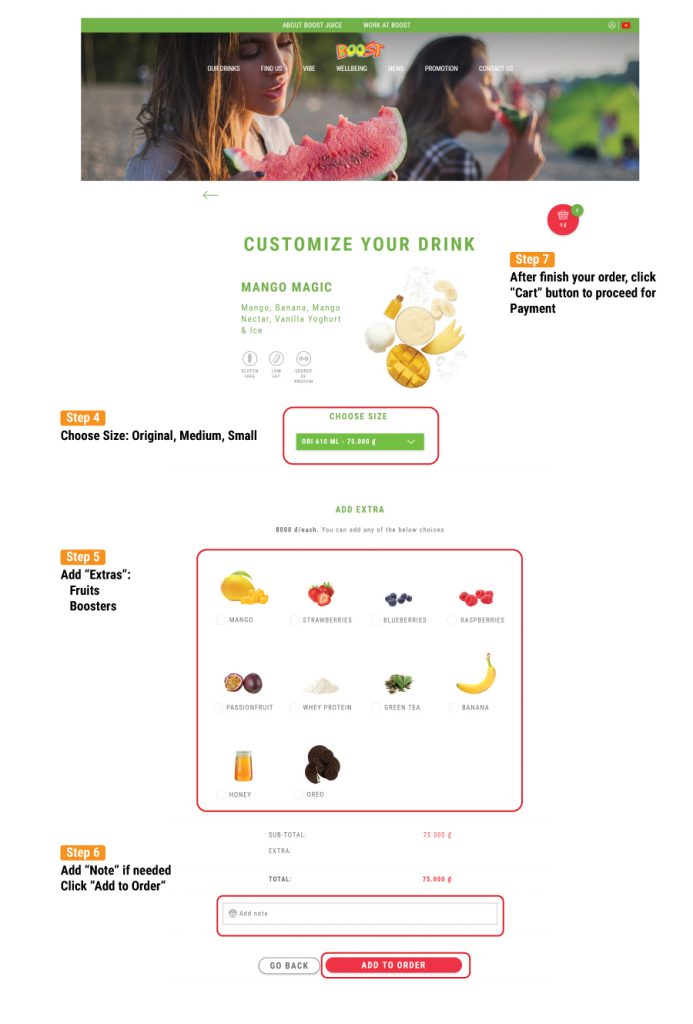 ABOUT BOOST JUICE WORK AT BOOST
BOOST
OUR DRINKS FIND US VIBE WELLBEING NEWS PROMOTION CONTACT US
0
0 ₫
CUSTOMIZE YOUR DRINK
Step 7
After finish your order, click
“Cart” button to proceed for
Payment
MANGO MAGIC
Mango, Banana, Mango
Nectar, Vanilla Yoghurt
& Ice
GLUTEN
FREE
LOW
FAT
SOURCE
OF
PROTEIN
Step 4
Choose Size: Original, Medium, Small
CHOOSE SIZE
ORI 610 ML - 75.000 ₫
ADD EXTRA
8000 đ/each. You can add any of the below choices
Step 5
Add “Extras”:
Fruits
Boosters
MANGO STRAWBERRIES BLUEBERRIES RASPBERRIES
PASSIONFRUIT WHEY PROTEIN GREEN TEA BANANA
HONEY OREO
SUB-TOTAL: 75.000 ₫
EXTRA:
TOTAL: 75.000 ₫
Step 6
Add “Note” if needed
Click “Add to Order”
Add note
GO BACK ADD TO ORDER